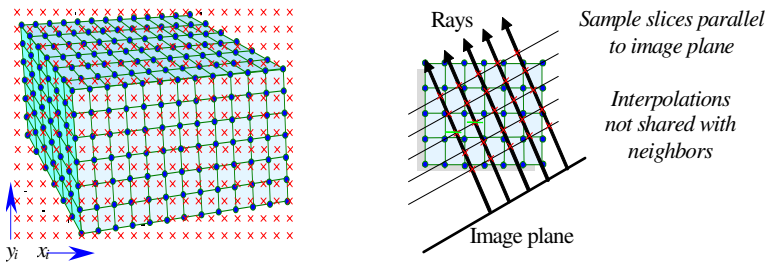 Rays
Sample slices parallel
to image plane
Interpolations
not shared with
neighbors
Image plane
yi xi